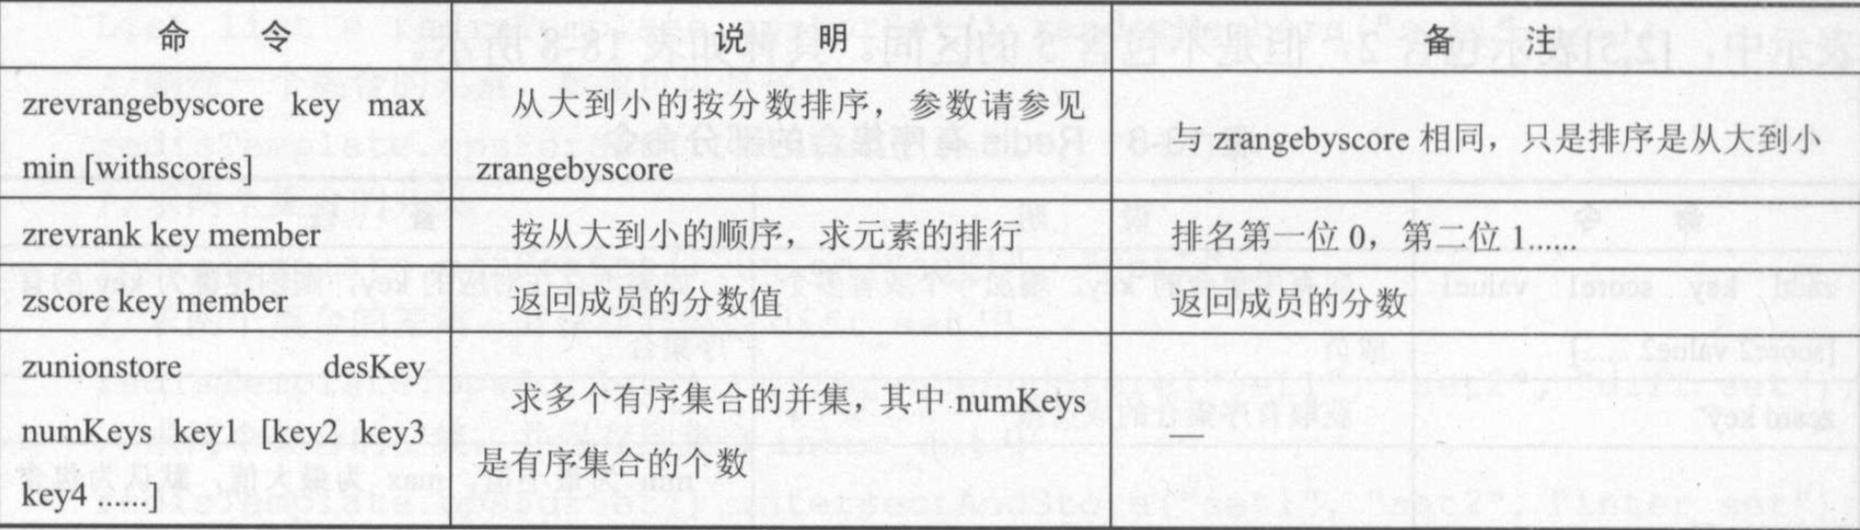 命 令 说 明 备 注
zrevrangebyscore key max
min [withscores]
从大到小的按分数排序，参数请参见
zrangebyscore
与 zrangebyscore 相同，只是排序是从大到小
zrevrank key member
按从大到小的顺序，求元素的排行
排名第一位 0，第二位 1......
zscore key member
返回成员的分数值
返回成员的分数
zunionstore desKey
numKeys key1 [key2 key3
key4 ......]
求多个有序集合的并集，其中 numKeys
是有序集合的个数
—